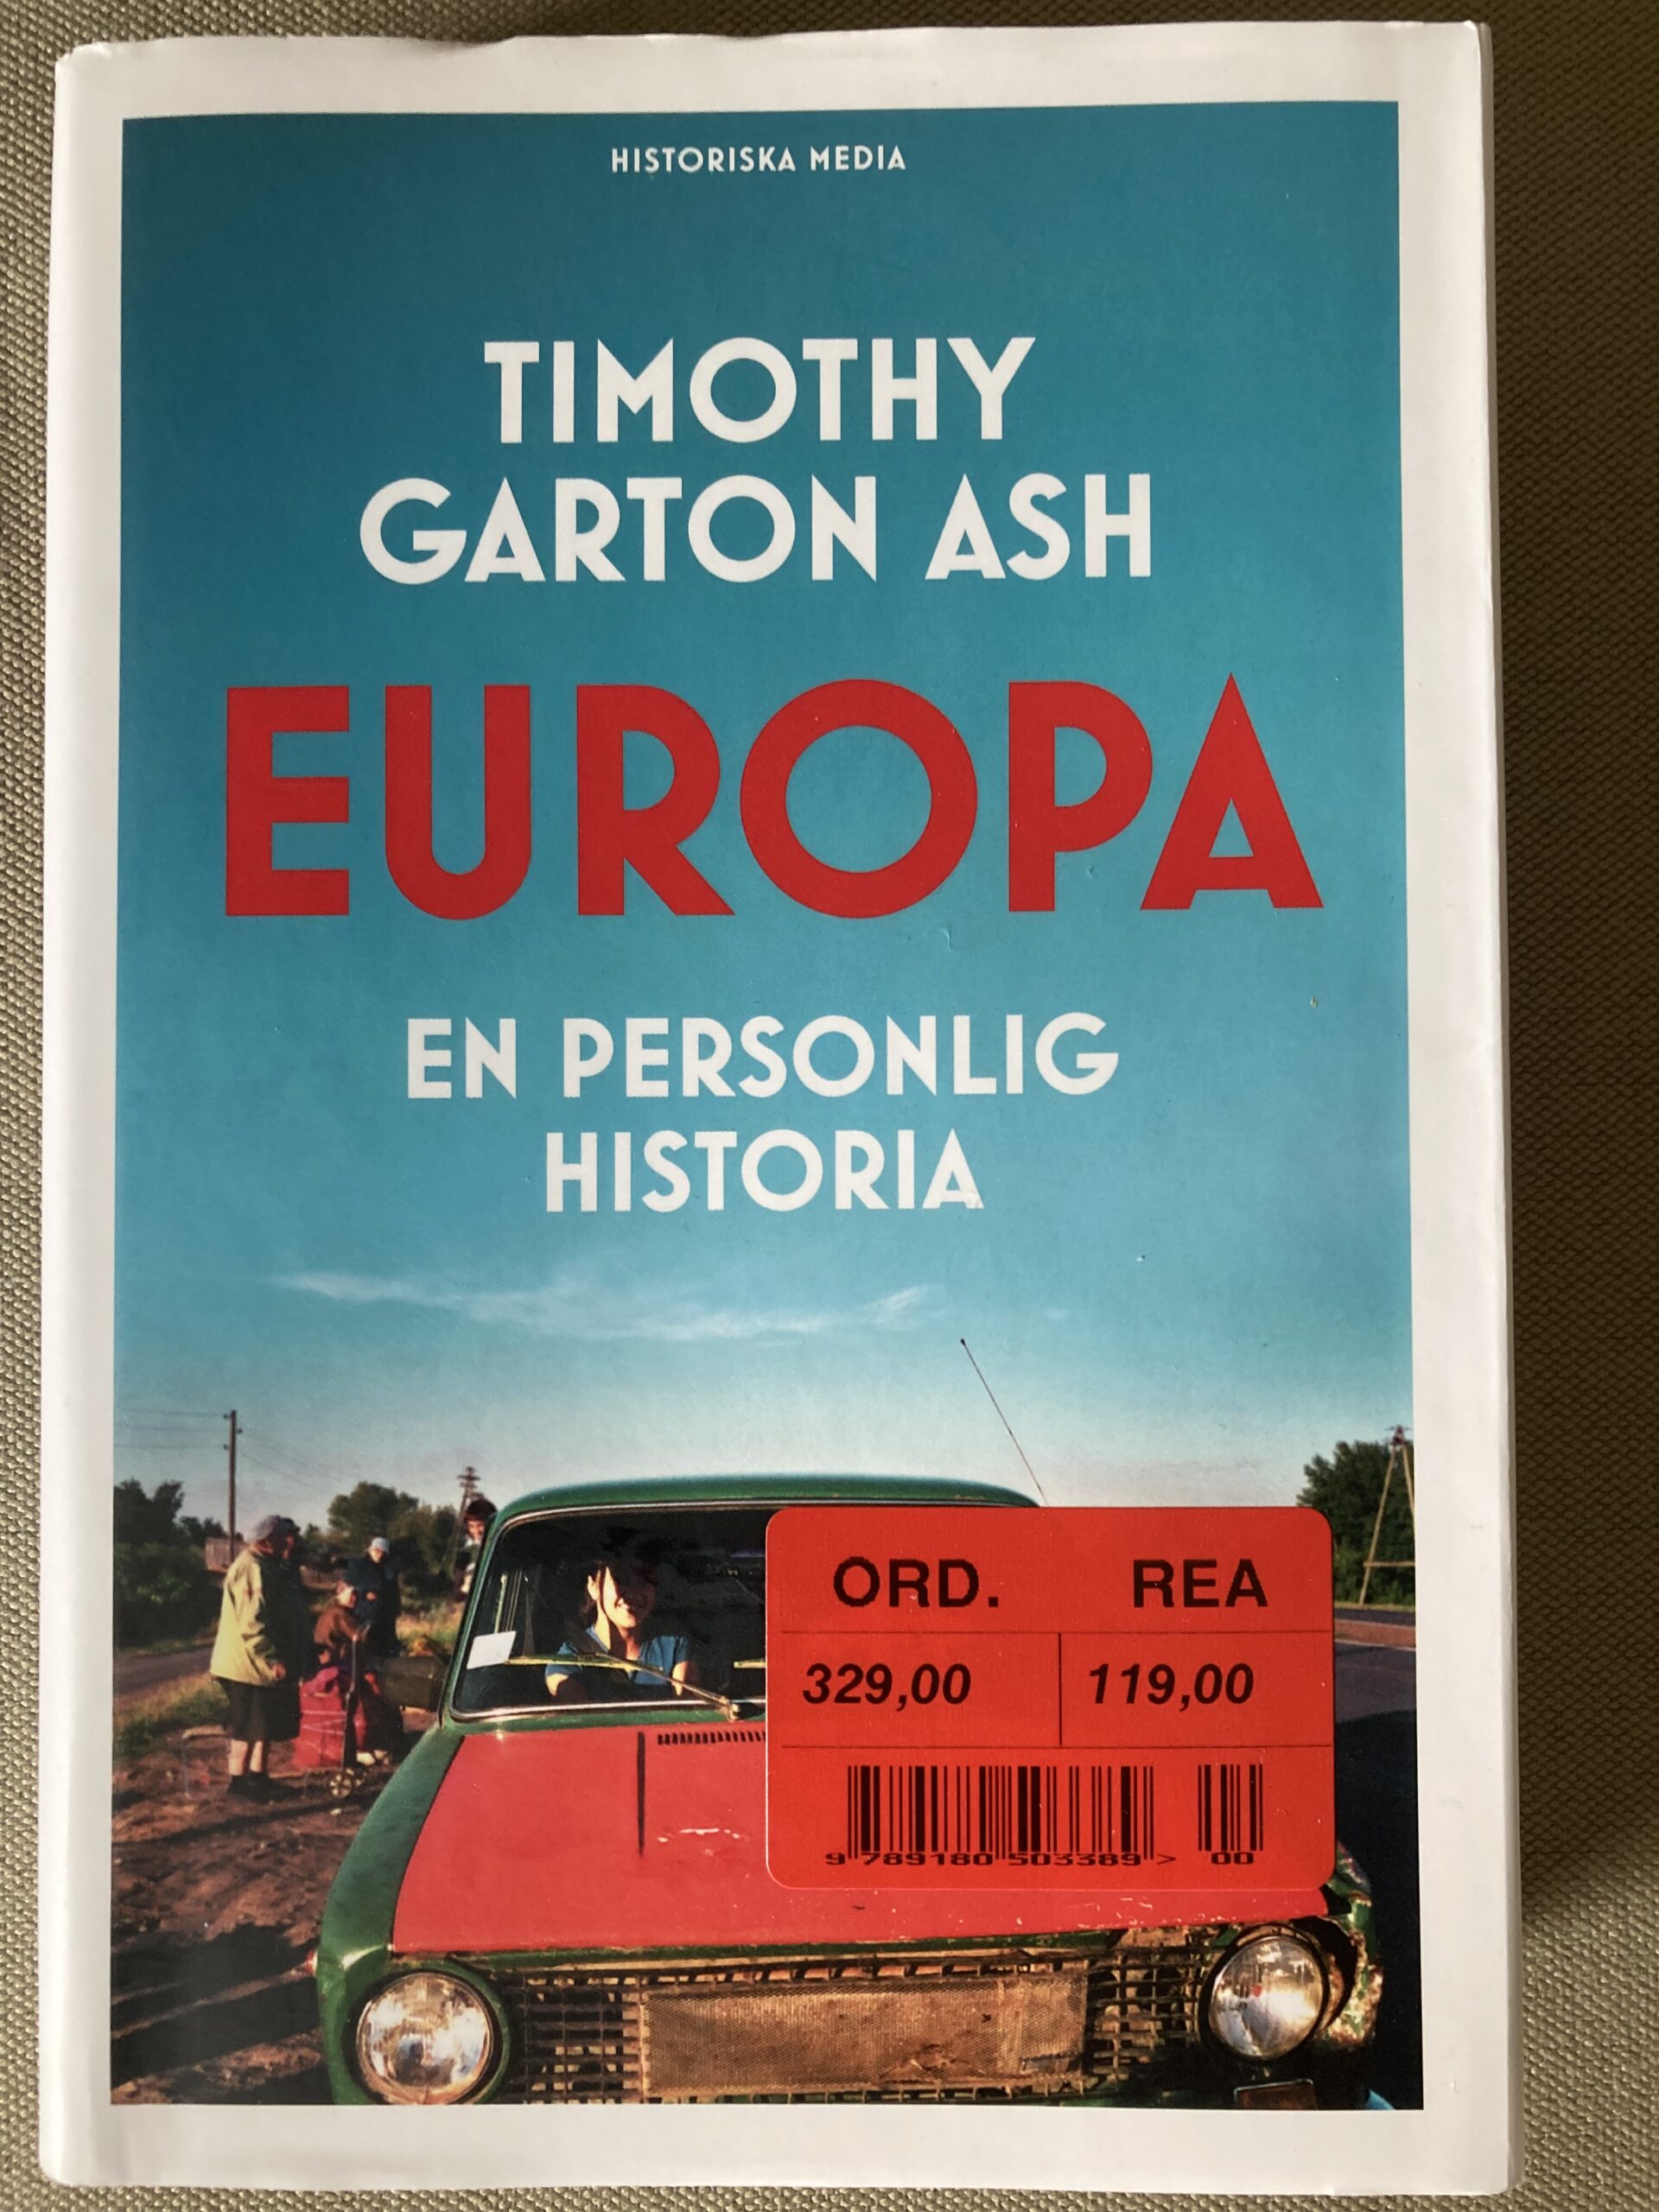 HISTORISKA MEDIA
TIMOTHY
GARTON ASH
EUROPA
EN PERSONLIG
HISTORIA
ORD. REA
329,00 119,00
9 789180 503389 > 00